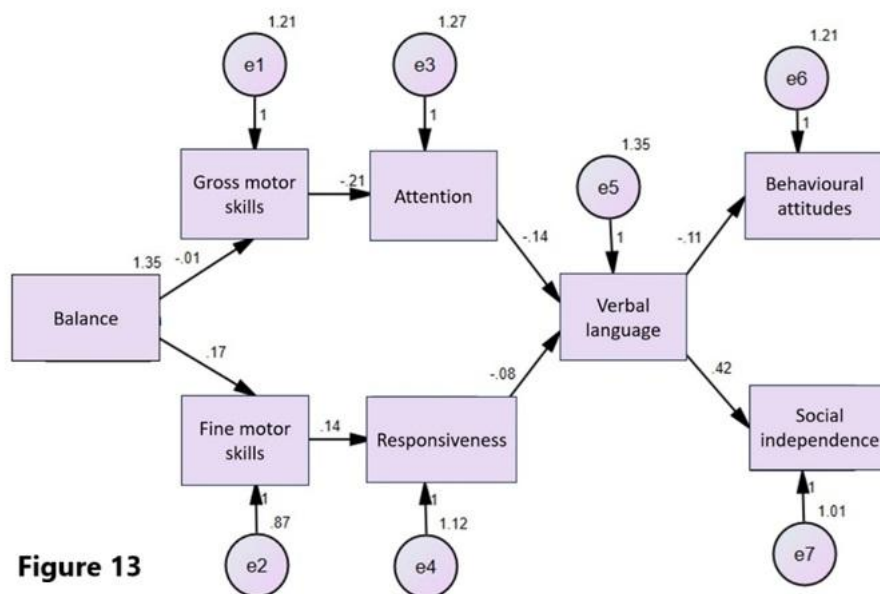 1.21
e1
1
1.27
e3
1
1.21
e6
1
1.35
e5
1
Gross motor
skills
-.21
Attention
Behavioural
attitudes
-.14
-.11
1.35
-.01
Balance
Verbal
language
.17
-.08
.42
Fine motor
skills
.14
Responsiveness
Social
independence
1
.87
e2
1
1.12
e4
1
1.01
e7
Figure 13